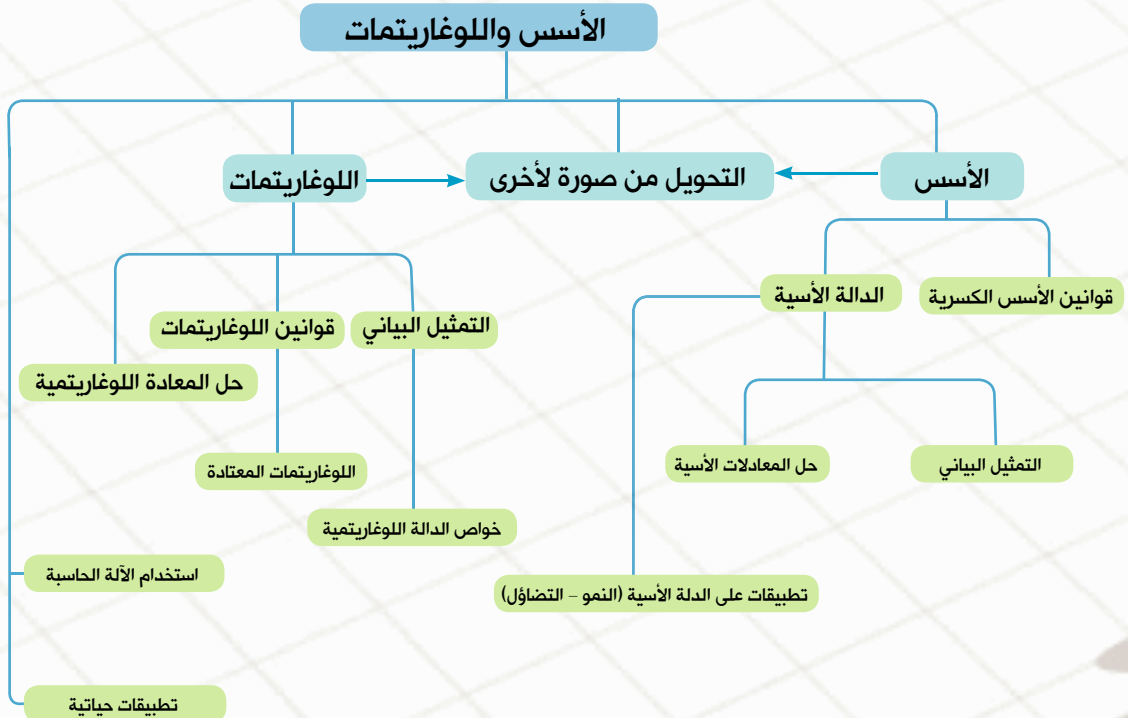 الأسس واللوغاريتمات
الأسس
التحويل من صورة لأخرى
اللوغاريتمات
قوانين الأسس الكسرية
الدالة الأسية
التمثيل البياني
قوانين اللوغاريتمات
حل المعادة اللوغاريتمية
التمثيل البياني
حل المعادلات الأسية
اللوغاريتمات المعتادة
خواص الدالة اللوغاريتمية
استخدام الآلة الحاسبة
تطبيقات على الدلة الأسية (النمو – التضاؤل)
تطبيقات حياتية